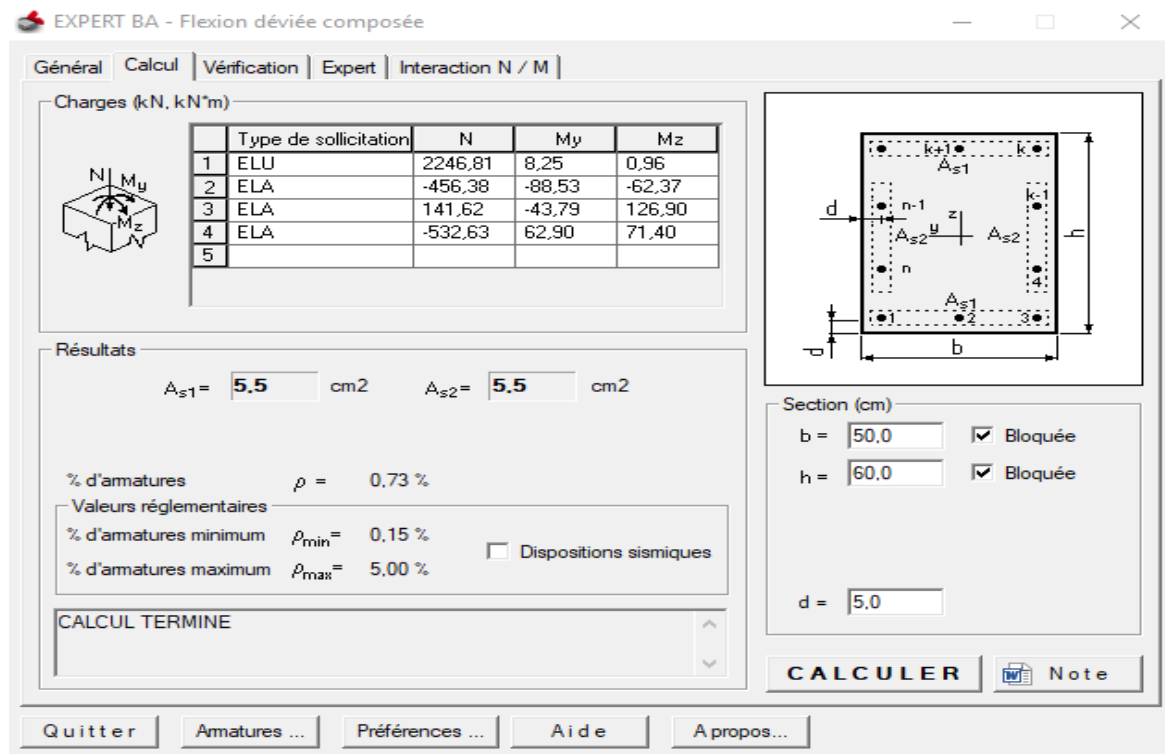 EXPERT BA - Flexion déviée composée
Général Calcul Vérification Expert Interaction N / M
Charges (kN, kN*m)
N My Mz
Type de sollicitation N My Mz
1 ELU 2246,81 8,25 0,96
2 ELA -456,38 -88,53 -62,37
3 ELA 141,62 -43,79 126,90
4 ELA -532,63 62,90 71,40
5
k+1 k
As1
k-1
d n-1
z
As2 y As2 h
n 4
As1
1 2 3
d b
Résultats
As1= 5,5 cm2 As2= 5,5 cm2
% d'armatures ρ = 0,73 %
Valeurs réglementaires
% d'armatures minimum ρmin= 0,15 %
Dispositions sismiques
% d'armatures maximum ρmax= 5,00 %
CALCUL TERMINE
Section (cm)
b = 50,0 Bloquée
h = 60,0 Bloquée
d = 5,0
CALCULER Note
Quitter Armatures ... Préférences ... Aide A propos...